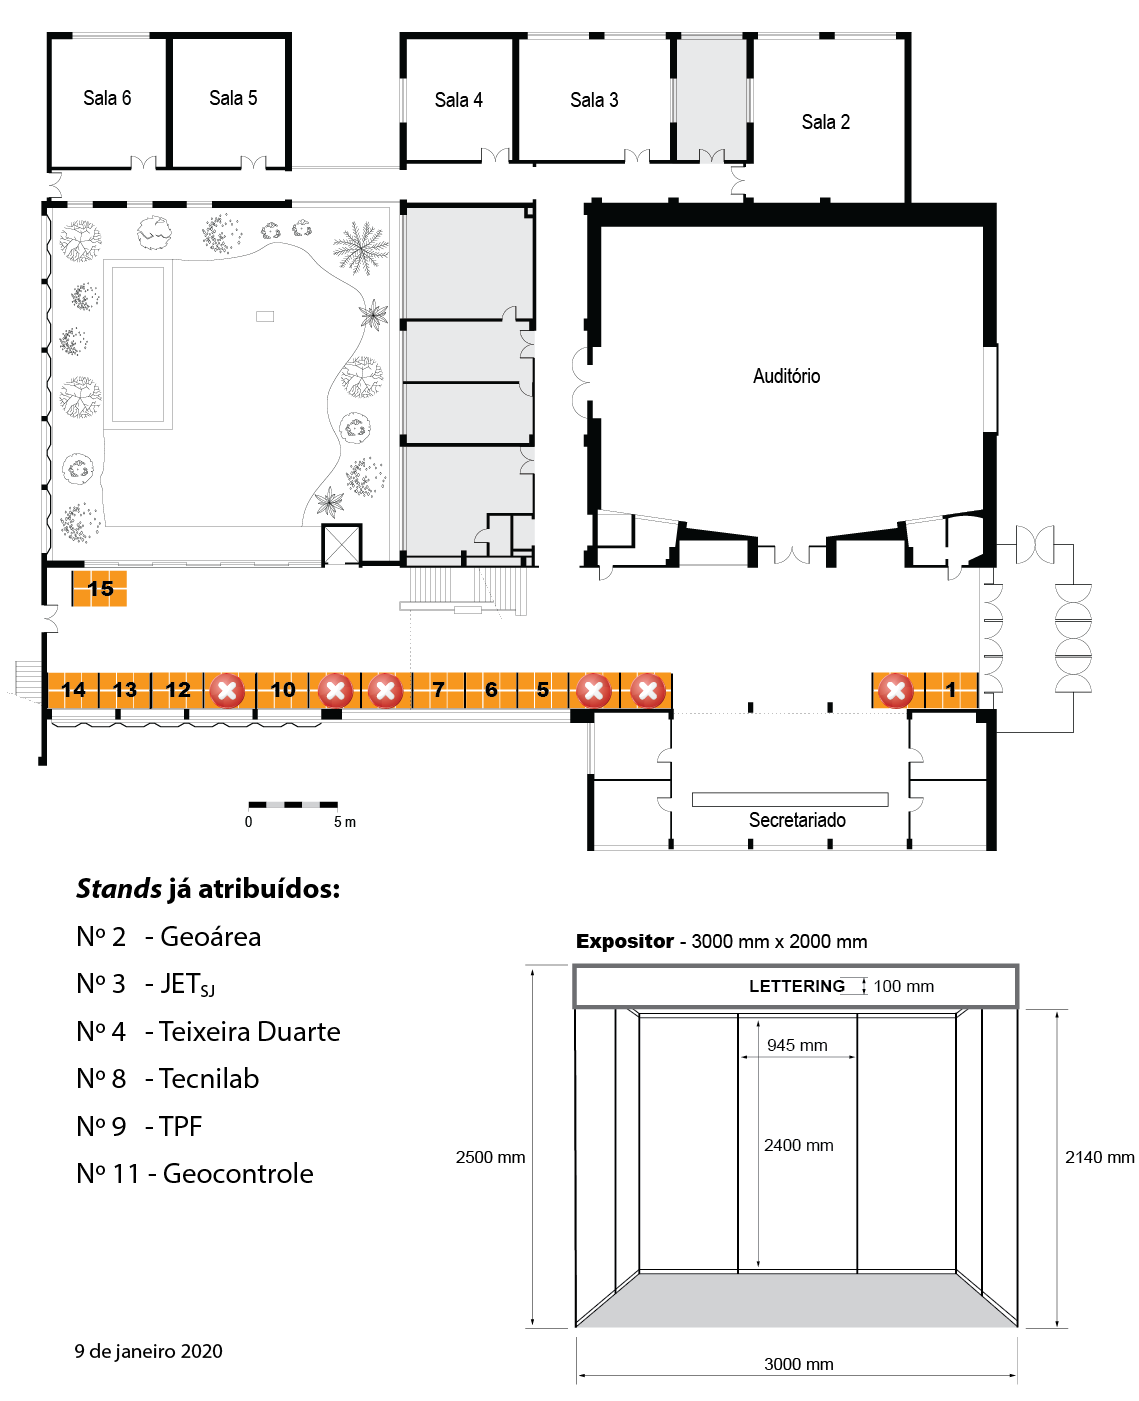 Sala 6
Sala 5
Sala 4
Sala 3
Sala 2
Auditório
15
14
13
12
10
7
6
5
1
0
5 m
Secretariado
Stands já atribuídos:
Nº 2 - Geoárea
Nº 3 - JETSJ
Nº 4 - Teixeira Duarte
Nº 8 - Tecnilab
Nº 9 - TPF
Nº 11 - Geocontrole
Expositor - 3000 mm x 2000 mm
LETTERING
100 mm
945 mm
2400 mm
2500 mm
2140 mm
3000 mm
9 de janeiro 2020